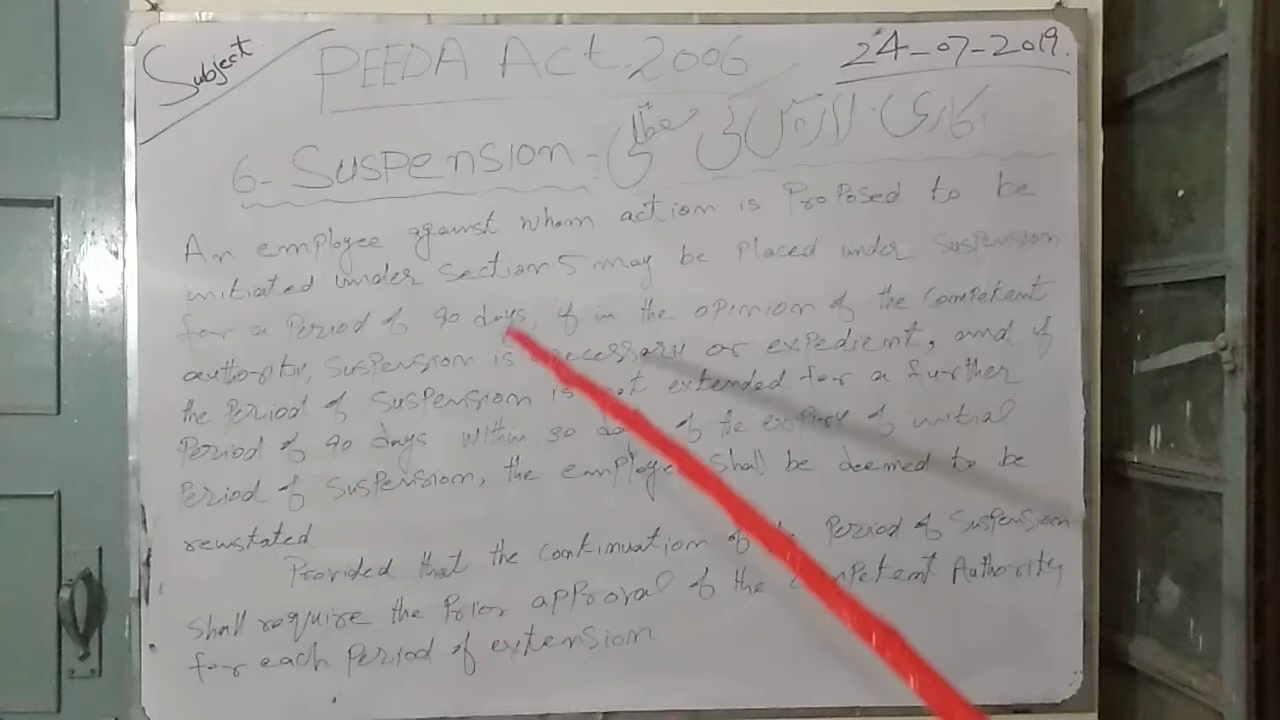 Subject
PEEDA Act. 2006
24-07-2019.
6- Suspension- سرکاری ملازمین کی معطلی
An employee against whom action is Proposed to be
initiated under section 5 may be Placed under suspension
for a Period of 90 days, if in the opinion of the Competent
authority, suspension is necessary or expedient, and if
the Period of suspension is extended for a further
Period of 90 days within 30 of the expiry of initial
Period of suspension, the employee shall be deemed to be
Provided that the Continuation of Period of Suspension
shall require the Prior approval of the Competent Authority
for each Period of extension